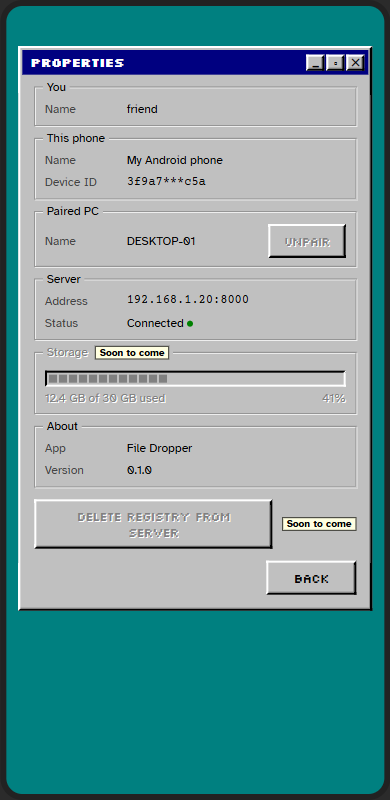 PROPERTIES
You
Name friend
This phone
Name My Android phone
Device ID 3f9a7***c5a
Paired PC
Name DESKTOP-01 UNPAIR
Server
Address 192.168.1.20:8000
Status Connected
Storage Soon to come
12.4 GB of 30 GB used 41%
About
App File Dropper
Version 0.1.0
DELETE REGISTRY FROM
SERVER
Soon to come
BACK